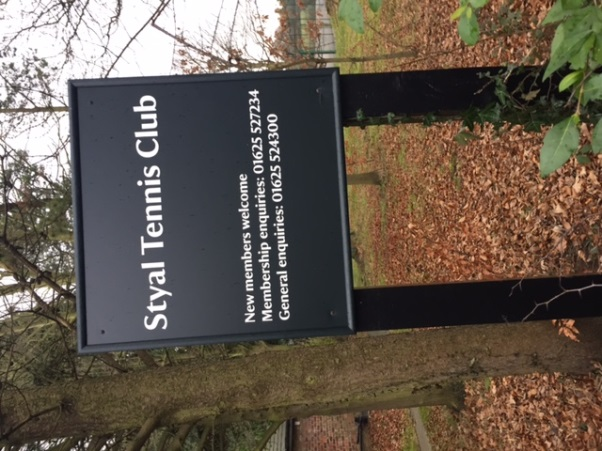 Styal Tennis Club
New members welcome
Membership enquiries: 01625 527234
General enquiries: 01625 524300